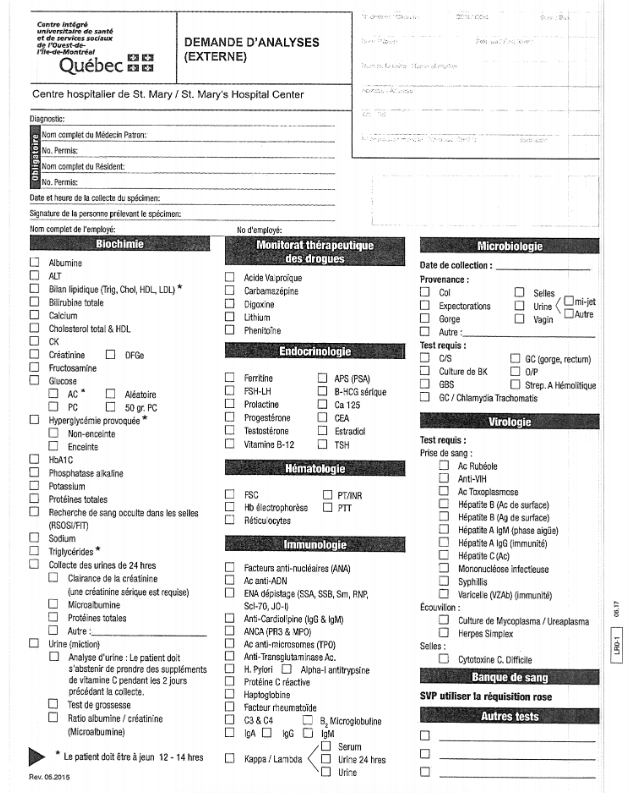 Centre intégré
universitaire de santé
et de services sociaux
de l'Ouest-de-
l'Île-de-Montréal
Québec
DEMANDE D'ANALYSES
(EXTERNE)
Centre hospitalier de St. Mary / St. Mary's Hospital Center
Diagnostic:
Obligatoire
Nom complet du Médecin Patron:
No. Permis:
Nom complet du Résident:
No. Permis:
Date et heure de la collecte du spécimen:
Signature de la personne prélevant le spécimen:
Nom complet de l'employé: No d'employé:
Biochimie
Albumine
ALT
Bilan lipidique (Trig, Chol, HDL, LDL) *
Bilirubine totale
Calcium
Cholesterol total & HDL
CK
Créatinine DFGe
Fructosamine
Glucose
AC * Aléatoire
PC 50 gr. PC
Hyperglycémie provoquée *
Non-enceinte
Enceinte
HbA1C
Phosphatase alkaline
Potassium
Protéines totales
Recherche de sang occulte dans les selles
(RSOSI/FIT)
Sodium
Triglycérides *
Collecte des urines de 24 hres
Clairance de la créatinine
(une créatinine sérique est requise)
Microalbumine
Protéines totales
Autre :
Urine (miction)
Analyse d'urine : Le patient doit
s'abstenir de prendre des suppléments
de vitamine C pendant les 2 jours
précédant la collecte.
Test de grossesse
Ratio albumine / créatinine
(Microalbumine)
* Le patient doit être à jeun 12 - 14 hres
Rev. 05.2016
Monitorat thérapeutique
des drogues
Acide Valproïque
Carbamazépine
Digoxine
Lithium
Phenitoïne
Endocrinologie
Ferritine APS (PSA)
FSH-LH B-HCG sérique
Prolactine Ca 125
Progestérone CEA
Testostérone Estradiol
Vitamine B-12 TSH
Hématologie
FSC PT/INR
Hb électrophorèse PTT
Réticulocytes
Immunologie
Facteurs anti-nucléaires (ANA)
Ac anti-ADN
ENA dépistage (SSA, SSB, Sm, RNP,
Scl-70, JO-I)
Anti-Cardiolipine (IgG & IgM)
ANCA (PR3 & MPO)
Ac anti-microsomes (TPO)
Anti-Transglutaminase Ac.
H. Pylori Alpha-I antitrypsine
Protéine C réactive
Haptoglobine
Facteur rheumatoïde
C3 & C4 B2 Microglobuline
IgA IgG IgM
Kappa / Lambda
Serum
Urine 24 hres
Urine
Microbiologie
Date de collection :
Provenance :
Col Selles
Expectorations Urine mi-jet
Gorge Vagin Autre
Autre :
Test requis :
C/S GC (gorge, rectum)
Culture de BK O/P
GBS Strep. A Hémolitique
GC / Chlamydia Trachomatis
Virologie
Test requis :
Prise de sang :
Ac Rubéole
Anti-VIH
Ac Toxoplasmose
Hépatite B (Ac de surface)
Hépatite B (Ag de surface)
Hépatite A IgM (phase aigüe)
Hépatite A IgG (immunité)
Hépatite C (Ac)
Mononucléose infectieuse
Syphillis
Varicelle (VZAb) (immunité)
Écouvillon :
Culture de Mycoplasma / Ureaplasma
Herpes Simplex
Selles :
Cytotoxine C. Difficile
Banque de sang
SVP utiliser la réquisition rose
Autres tests
LR0-1 06.17